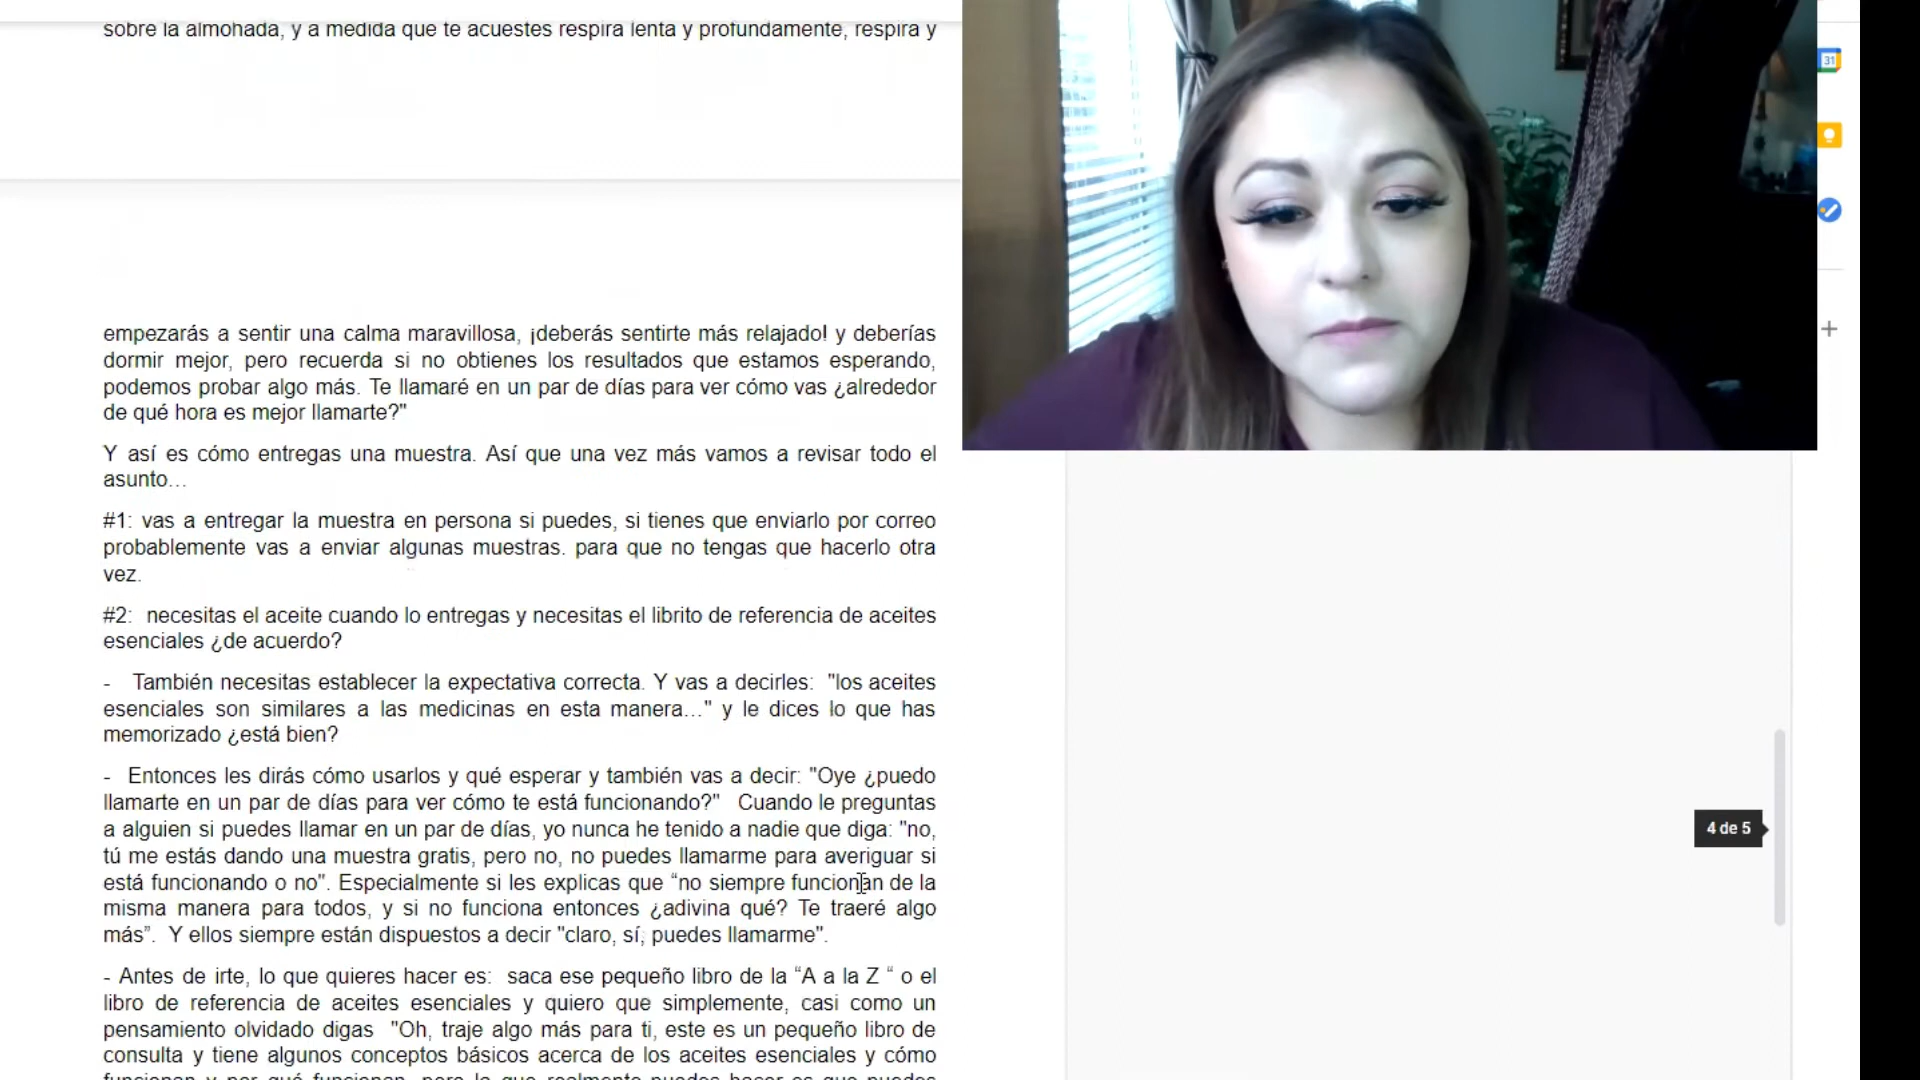 sobre la almohada, y a medida que te acuestes respira lenta y profundamente, respira y
31
empezarás a sentir una calma maravillosa, ¡deberás sentirte más relajado! y deberías
dormir mejor, pero recuerda si no obtienes los resultados que estamos esperando,
podemos probar algo más. Te llamaré en un par de días para ver cómo vas ¿alrededor
de qué hora es mejor llamarte?"
Y así es cómo entregas una muestra. Así que una vez más vamos a revisar todo el
asunto…
#1: vas a entregar la muestra en persona si puedes, si tienes que enviarlo por correo
probablemente vas a enviar algunas muestras. para que no tengas que hacerlo otra
vez.
#2: necesitas el aceite cuando lo entregas y necesitas el librito de referencia de aceites
esenciales ¿de acuerdo?
- También necesitas establecer la expectativa correcta. Y vas a decirles: "los aceites
esenciales son similares a las medicinas en esta manera…" y le dices lo que has
memorizado ¿está bien?
- Entonces les dirás cómo usarlos y qué esperar y también vas a decir: "Oye ¿puedo
llamarte en un par de días para ver cómo te está funcionando?" Cuando le preguntas
a alguien si puedes llamar en un par de días, yo nunca he tenido a nadie que diga: "no,
tú me estás dando una muestra gratis, pero no, no puedes llamarme para averiguar si
está funcionando o no". Especialmente si les explicas que “no siempre funcionan de la
misma manera para todos, y si no funciona entonces ¿adivina qué? Te traeré algo
más”. Y ellos siempre están dispuestos a decir "claro, sí, puedes llamarme".
- Antes de irte, lo que quieres hacer es: saca ese pequeño libro de la “A a la Z “ o el
libro de referencia de aceites esenciales y quiero que simplemente, casi como un
pensamiento olvidado digas "Oh, traje algo más para ti, este es un pequeño libro de
consulta y tiene algunos conceptos básicos acerca de los aceites esenciales y cómo
funcionan y por qué funcionan, pero lo que realmente puedes hacer es que puedes
4 de 5